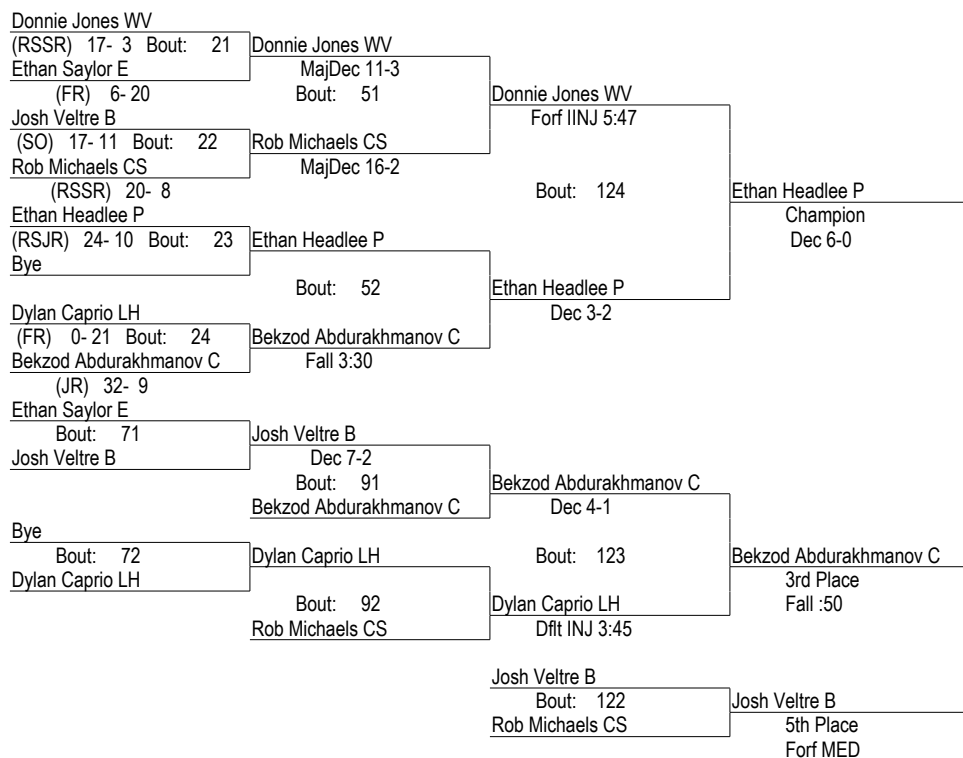 Donnie Jones WV
(RSSR) 17- 3 Bout: 21 Donnie Jones WV
Ethan Saylor E MajDec 11-3
(FR) 6- 20 Bout: 51 Donnie Jones WV
Josh Veltre B Forf IINJ 5:47
(SO) 17- 11 Bout: 22 Rob Michaels CS
Rob Michaels CS MajDec 16-2
(RSSR) 20- 8 Bout: 124 Ethan Headlee P
Ethan Headlee P Champion
(RSJR) 24- 10 Bout: 23 Ethan Headlee P Dec 6-0
Bye
Bout: 52 Ethan Headlee P
Dylan Caprio LH Dec 3-2
(FR) 0- 21 Bout: 24 Bekzod Abdurakhmanov C
Bekzod Abdurakhmanov C Fall 3:30
(JR) 32- 9
Ethan Saylor E
Bout: 71 Josh Veltre B
Josh Veltre B Dec 7-2
Bout: 91 Bekzod Abdurakhmanov C
Bekzod Abdurakhmanov C Dec 4-1
Bye
Bout: 72 Dylan Caprio LH Bout: 123 Bekzod Abdurakhmanov C
Dylan Caprio LH 3rd Place
Bout: 92 Dylan Caprio LH Fall :50
Rob Michaels CS Dflt INJ 3:45
Josh Veltre B
Bout: 122 Josh Veltre B
Rob Michaels CS 5th Place
Forf MED